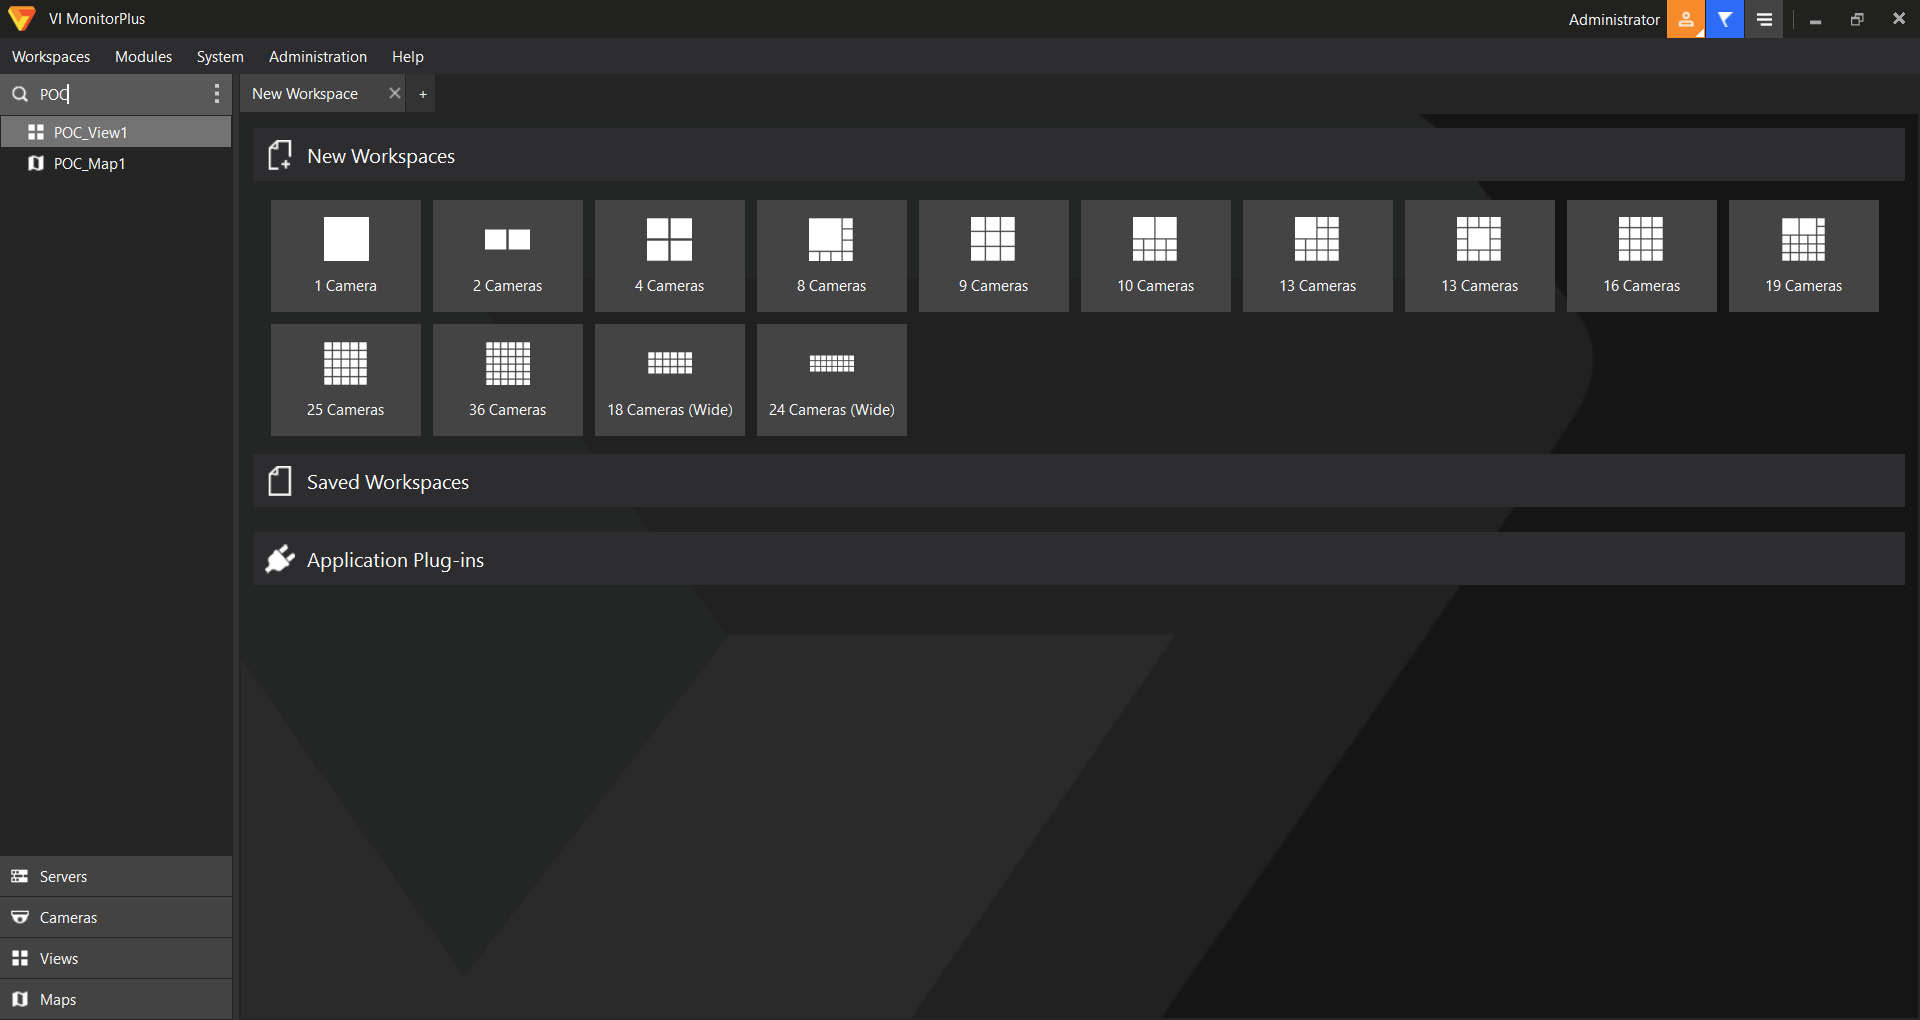 VI MonitorPlus
Administrator
Workspaces Modules System Administration Help
POC
New Workspace +
POC_View1
POC_Map1
New Workspaces
1 Camera 2 Cameras 4 Cameras 8 Cameras 9 Cameras 10 Cameras 13 Cameras 13 Cameras 16 Cameras 19 Cameras
25 Cameras 36 Cameras 18 Cameras (Wide) 24 Cameras (Wide)
Saved Workspaces
Application Plug-ins
Servers
Cameras
Views
Maps